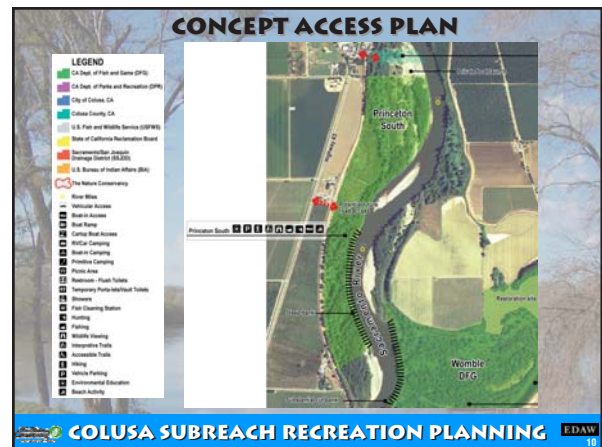 CONCEPT ACCESS PLAN
LEGEND
CA Dept. of Fish and Game (DFG)
CA Dept. of Parks and Recreation (DPR)
City of Colusa, CA
Colusa County, CA
U.S. Fish and Wildlife Service (USFWS)
State of California Reclamation Board
Sacramento/San Joaquin
Drainage District (SSJDD)
U.S. Bureau of Indian Affairs (BIA)
The Nature Conservancy
River Miles
Vehicular Access
Boat-in Access
Boat Ramp
Cartop Boat Access
RV/Car Camping
Boat-in Camping
Primitive Camping
Picnic Area
Restroom - Flush Toilets
Temporary Porta-lets/Vault Toilets
Showers
Fish Cleaning Station
Hunting
Fishing
Wildlife Viewing
Interpretive Trails
Accessible Trails
Hiking
Vehicle Parking
Environmental Education
Beach Activity
Princeton
South
Highway 45
Princeton South
Sacramento River
Restoration site
Womble
DFG
COLUSA SUBREACH RECREATION PLANNING
EDAW
10